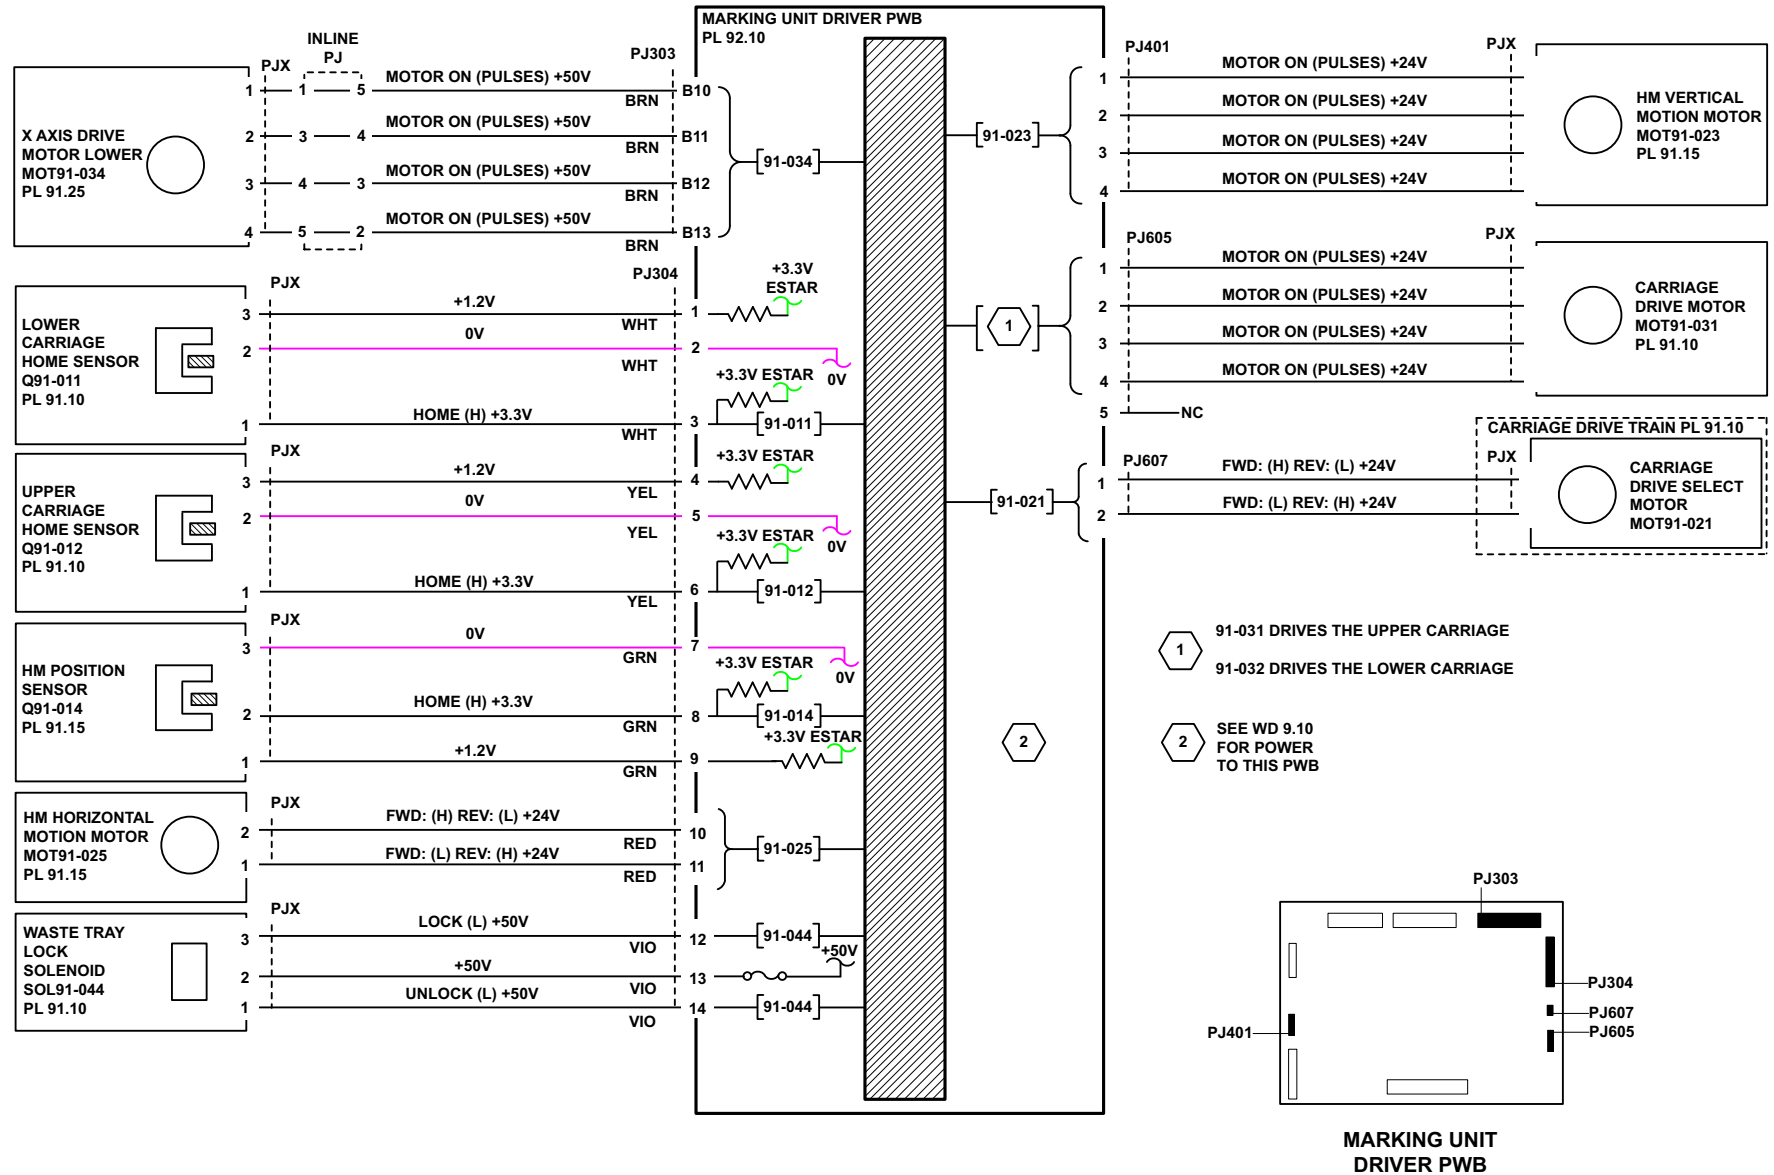 MARKING UNIT DRIVER PWB
PL 92.10
INLINE
PJ
PJX
PJ303
X AXIS DRIVE
MOTOR LOWER
MOT91-034
PL 91.25
1 1 5 MOTOR ON (PULSES) +50V BRN B10
2 3 4 MOTOR ON (PULSES) +50V BRN B11
3 4 3 MOTOR ON (PULSES) +50V BRN B12
4 5 2 MOTOR ON (PULSES) +50V BRN B13
91-034
PJX
PJ304
LOWER
CARRIAGE
HOME SENSOR
Q91-011
PL 91.10
3 +1.2V WHT 1
+3.3V
ESTAR
2 0V WHT 2
0V
+3.3V ESTAR
1 HOME (H) +3.3V WHT 3 91-011
PJX
UPPER
CARRIAGE
HOME SENSOR
Q91-012
PL 91.10
+3.3V ESTAR
3 +1.2V YEL 4
2 0V YEL 5
0V
+3.3V ESTAR
1 HOME (H) +3.3V YEL 6 91-012
PJX
HM POSITION
SENSOR
Q91-014
PL 91.15
3 0V GRN 7
0V
+3.3V ESTAR
2 HOME (H) +3.3V GRN 8 91-014
+3.3V ESTAR
1 +1.2V GRN 9
PJX
HM HORIZONTAL
MOTION MOTOR
MOT91-025
PL 91.15
2 FWD: (H) REV: (L) +24V RED 10
1 FWD: (L) REV: (H) +24V RED 11
91-025
PJX
WASTE TRAY
LOCK
SOLENOID
SOL91-044
PL 91.10
3 LOCK (L) +50V VIO 12 91-044
+50V
2 +50V VIO 13
1 UNLOCK (L) +50V VIO 14 91-044
PJ401
PJX
91-023
1 MOTOR ON (PULSES) +24V
2 MOTOR ON (PULSES) +24V
3 MOTOR ON (PULSES) +24V
4 MOTOR ON (PULSES) +24V
HM VERTICAL
MOTION MOTOR
MOT91-023
PL 91.15
PJ605
PJX
1
1 MOTOR ON (PULSES) +24V
2 MOTOR ON (PULSES) +24V
3 MOTOR ON (PULSES) +24V
4 MOTOR ON (PULSES) +24V
5 NC
CARRIAGE
DRIVE MOTOR
MOT91-031
PL 91.10
CARRIAGE DRIVE TRAIN PL 91.10
PJ607
PJX
91-021
1 FWD: (H) REV: (L) +24V
2 FWD: (L) REV: (H) +24V
CARRIAGE
DRIVE SELECT
MOTOR
MOT91-021
1 91-031 DRIVES THE UPPER CARRIAGE
91-032 DRIVES THE LOWER CARRIAGE
2
2 SEE WD 9.10
FOR POWER
TO THIS PWB
PJ303
PJ304
PJ607
PJ605
PJ401
MARKING UNIT
DRIVER PWB